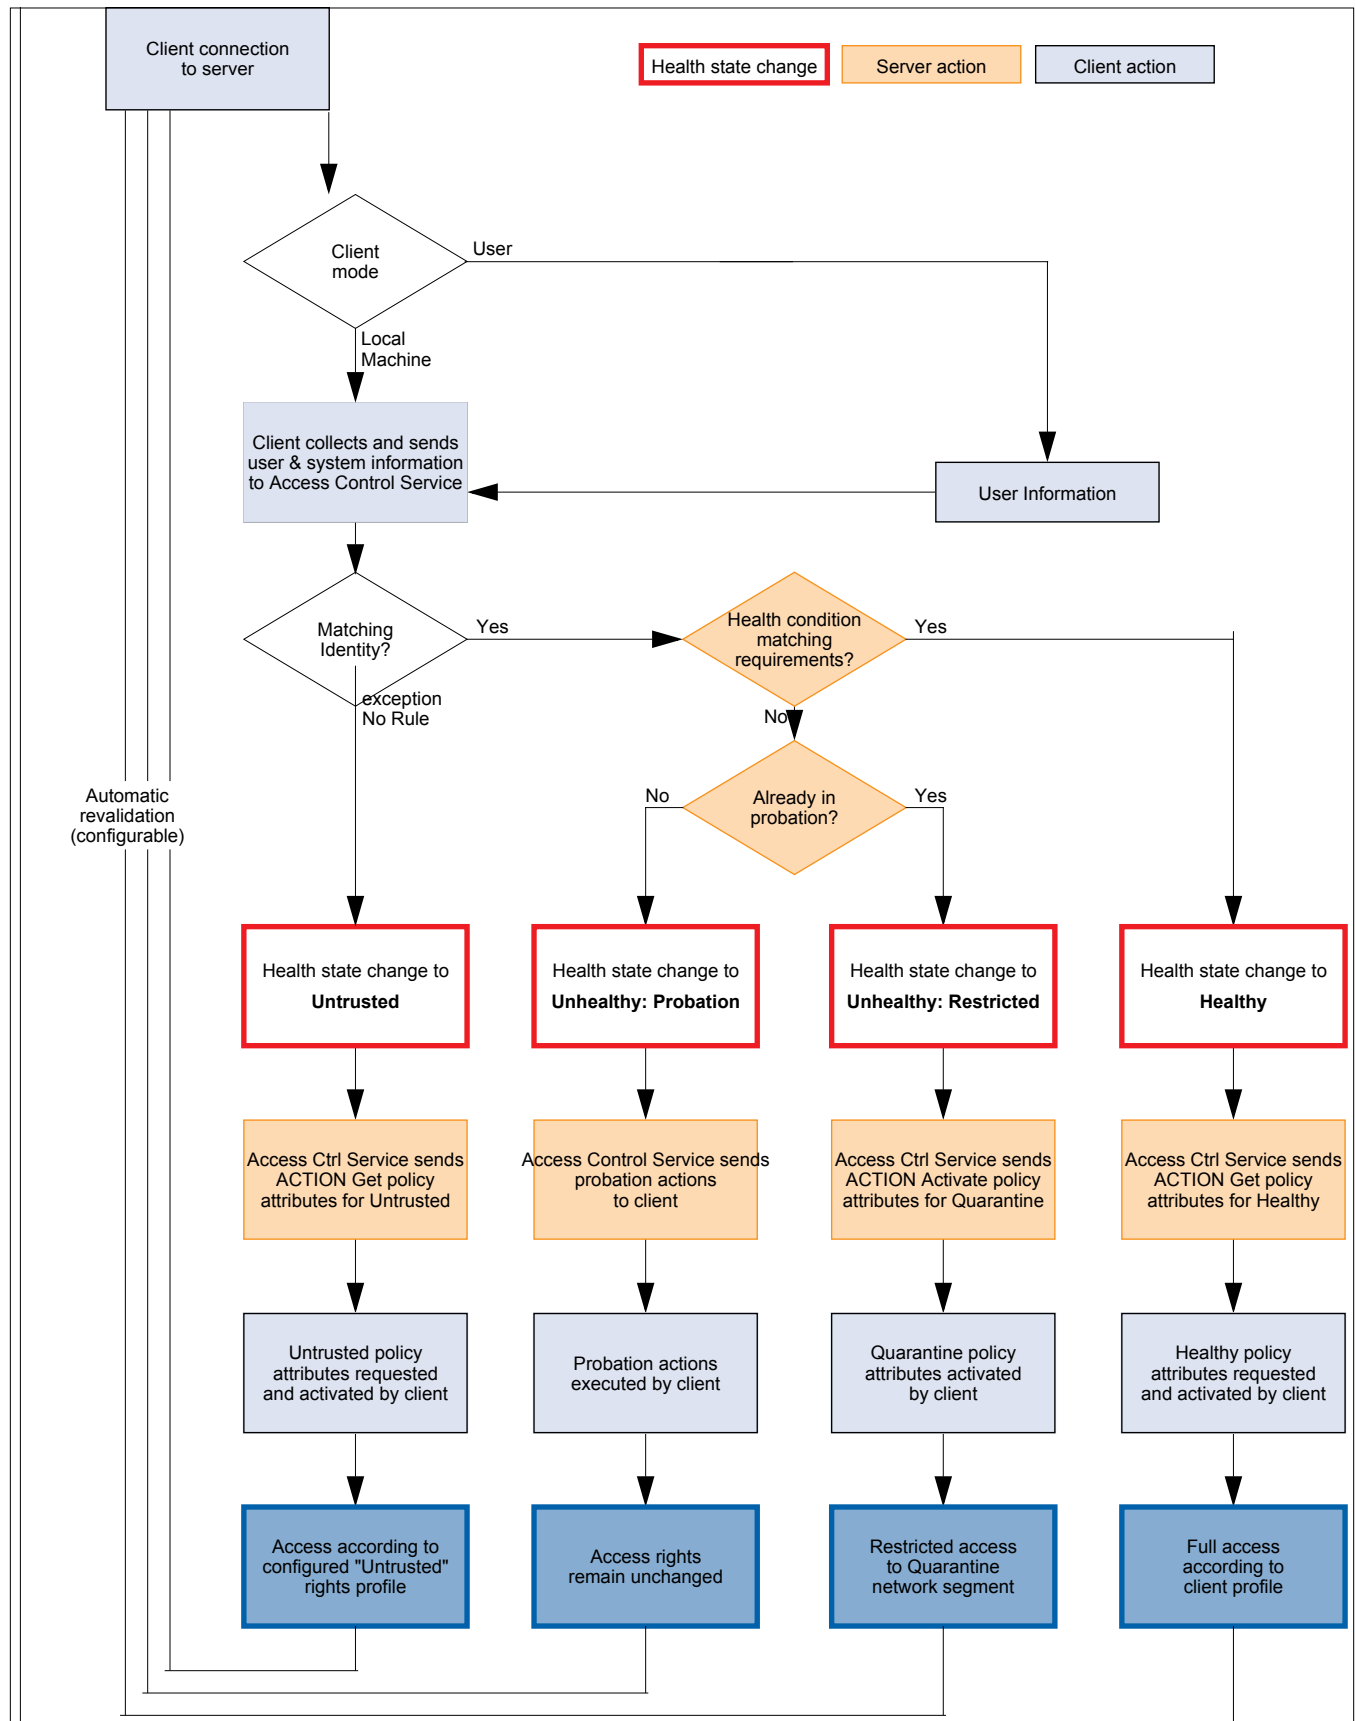 Client connection
to server
Health state change
Server action
Client action
Client
mode
User
Local
Machine
Client collects and sends
user & system information
to Access Control Service
User Information
Matching
Identity?
Yes
exception
No Rule
Health condition
matching
requirements?
Yes
No
Already in
probation?
No
Yes
Automatic
revalidation
(configurable)
Health state change to
Untrusted
Health state change to
Unhealthy: Probation
Health state change to
Unhealthy: Restricted
Health state change to
Healthy
Access Ctrl Service sends
ACTION Get policy
attributes for Untrusted
Access Control Service sends
probation actions
to client
Access Ctrl Service sends
ACTION Activate policy
attributes for Quarantine
Access Ctrl Service sends
ACTION Get policy
attributes for Healthy
Untrusted policy
attributes requested
and activated by client
Probation actions
executed by client
Quarantine policy
attributes activated
by client
Healthy policy
attributes requested
and activated by client
Access according to
configured "Untrusted"
rights profile
Access rights
remain unchanged
Restricted access
to Quarantine
network segment
Full access
according to
client profile